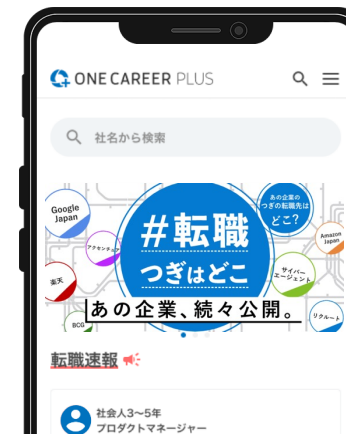 ONE CAREER PLUS
社名から検索
Google
Japan
アクセンチュア
楽天
BCG
#転職
つぎはどこ
あの企業の
つぎの転職先は
どこ?
Amazon
Japan
サイバー
エージェント
リクルート
あの企業、続々公開。
転職速報
社会人3〜5年
プロダクトマネージャー